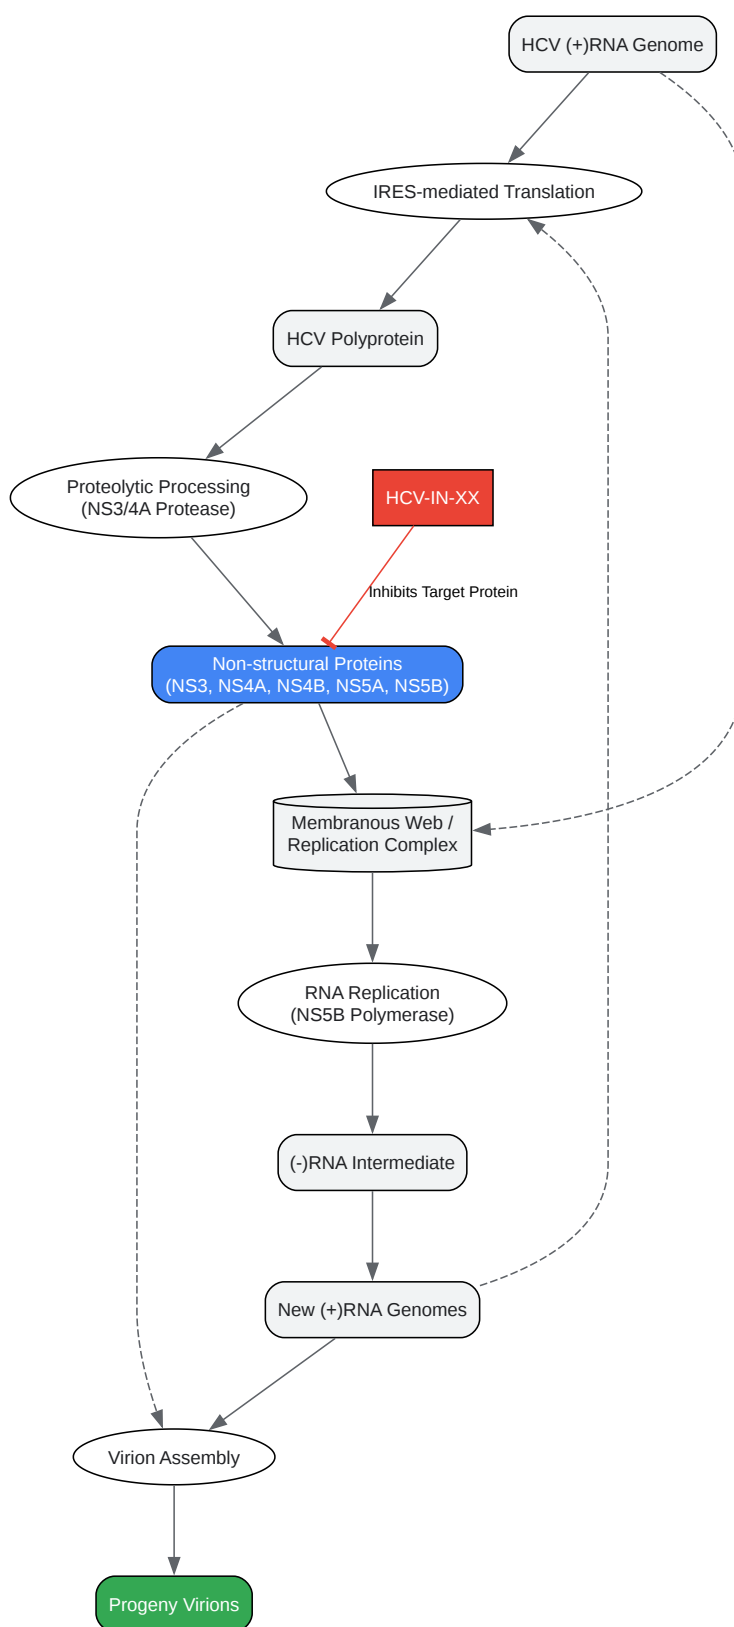 HCV (+)RNA Genome
IRES-mediated Translation
HCV Polyprotein
Proteolytic Processing
(NS3/4A Protease)
HCV-IN-XX
Inhibits Target Protein
Non-structural Proteins
(NS3, NS4A, NS4B, NS5A, NS5B)
Membranous Web /
Replication Complex
RNA Replication
(NS5B Polymerase)
(-)RNA Intermediate
New (+)RNA Genomes
Virion Assembly
Progeny Virions